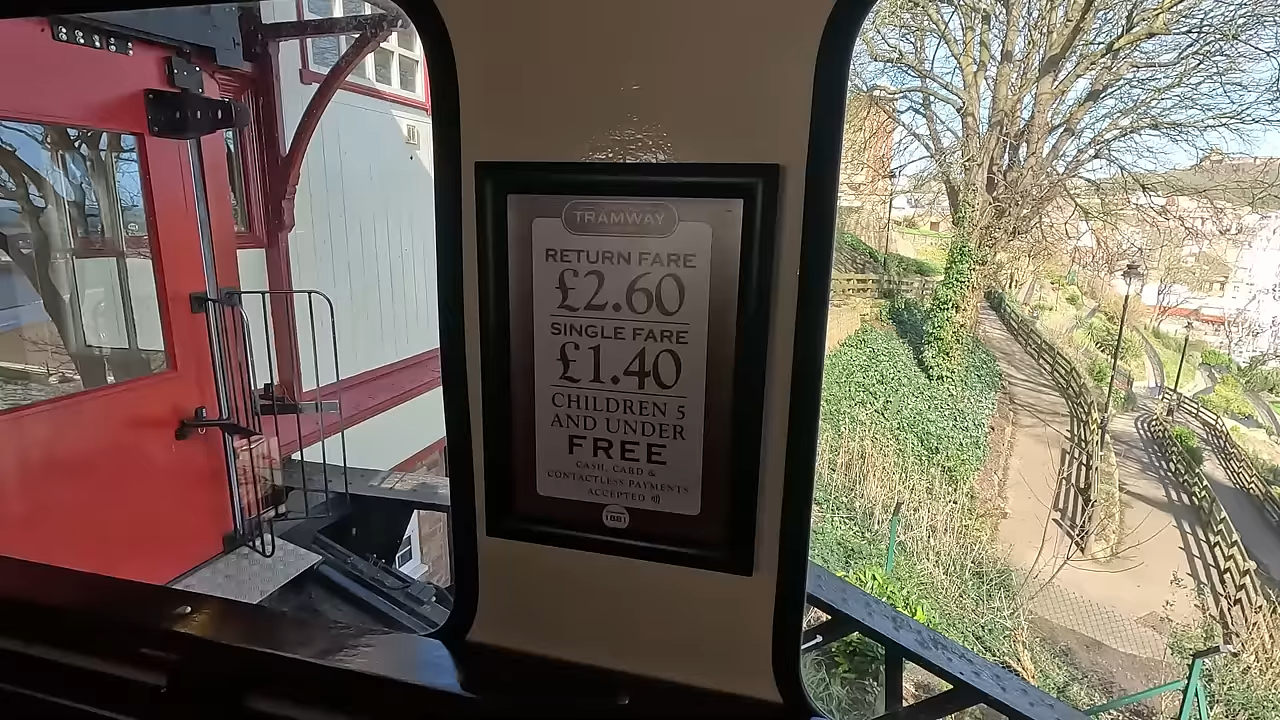 TRAMWAY
RETURN FARE
£2.60
SINGLE FARE
£1.40
CHILDREN 5
AND UNDER
FREE
CASH, CARD &
CONTACTLESS PAYMENTS
ACCEPTED
1881